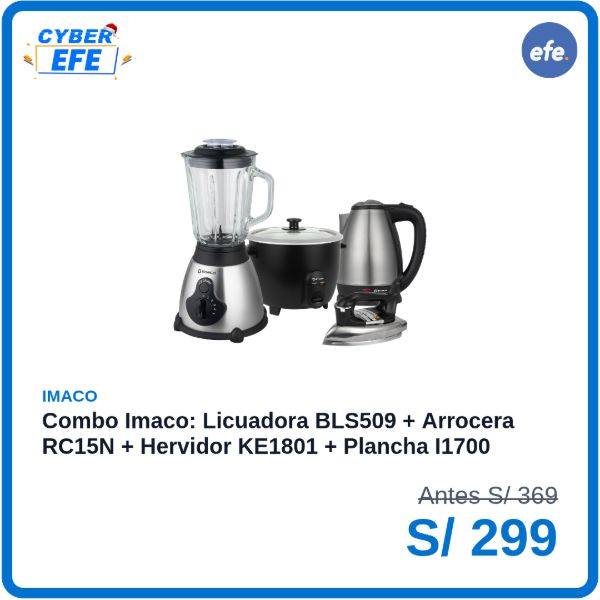 CYBER
EFE
efe.
IMACO
Combo Imaco: Licuadora BLS509 + Arrocera
RC15N + Hervidor KE1801 + Plancha I1700
Antes S/ 369
S/ 299